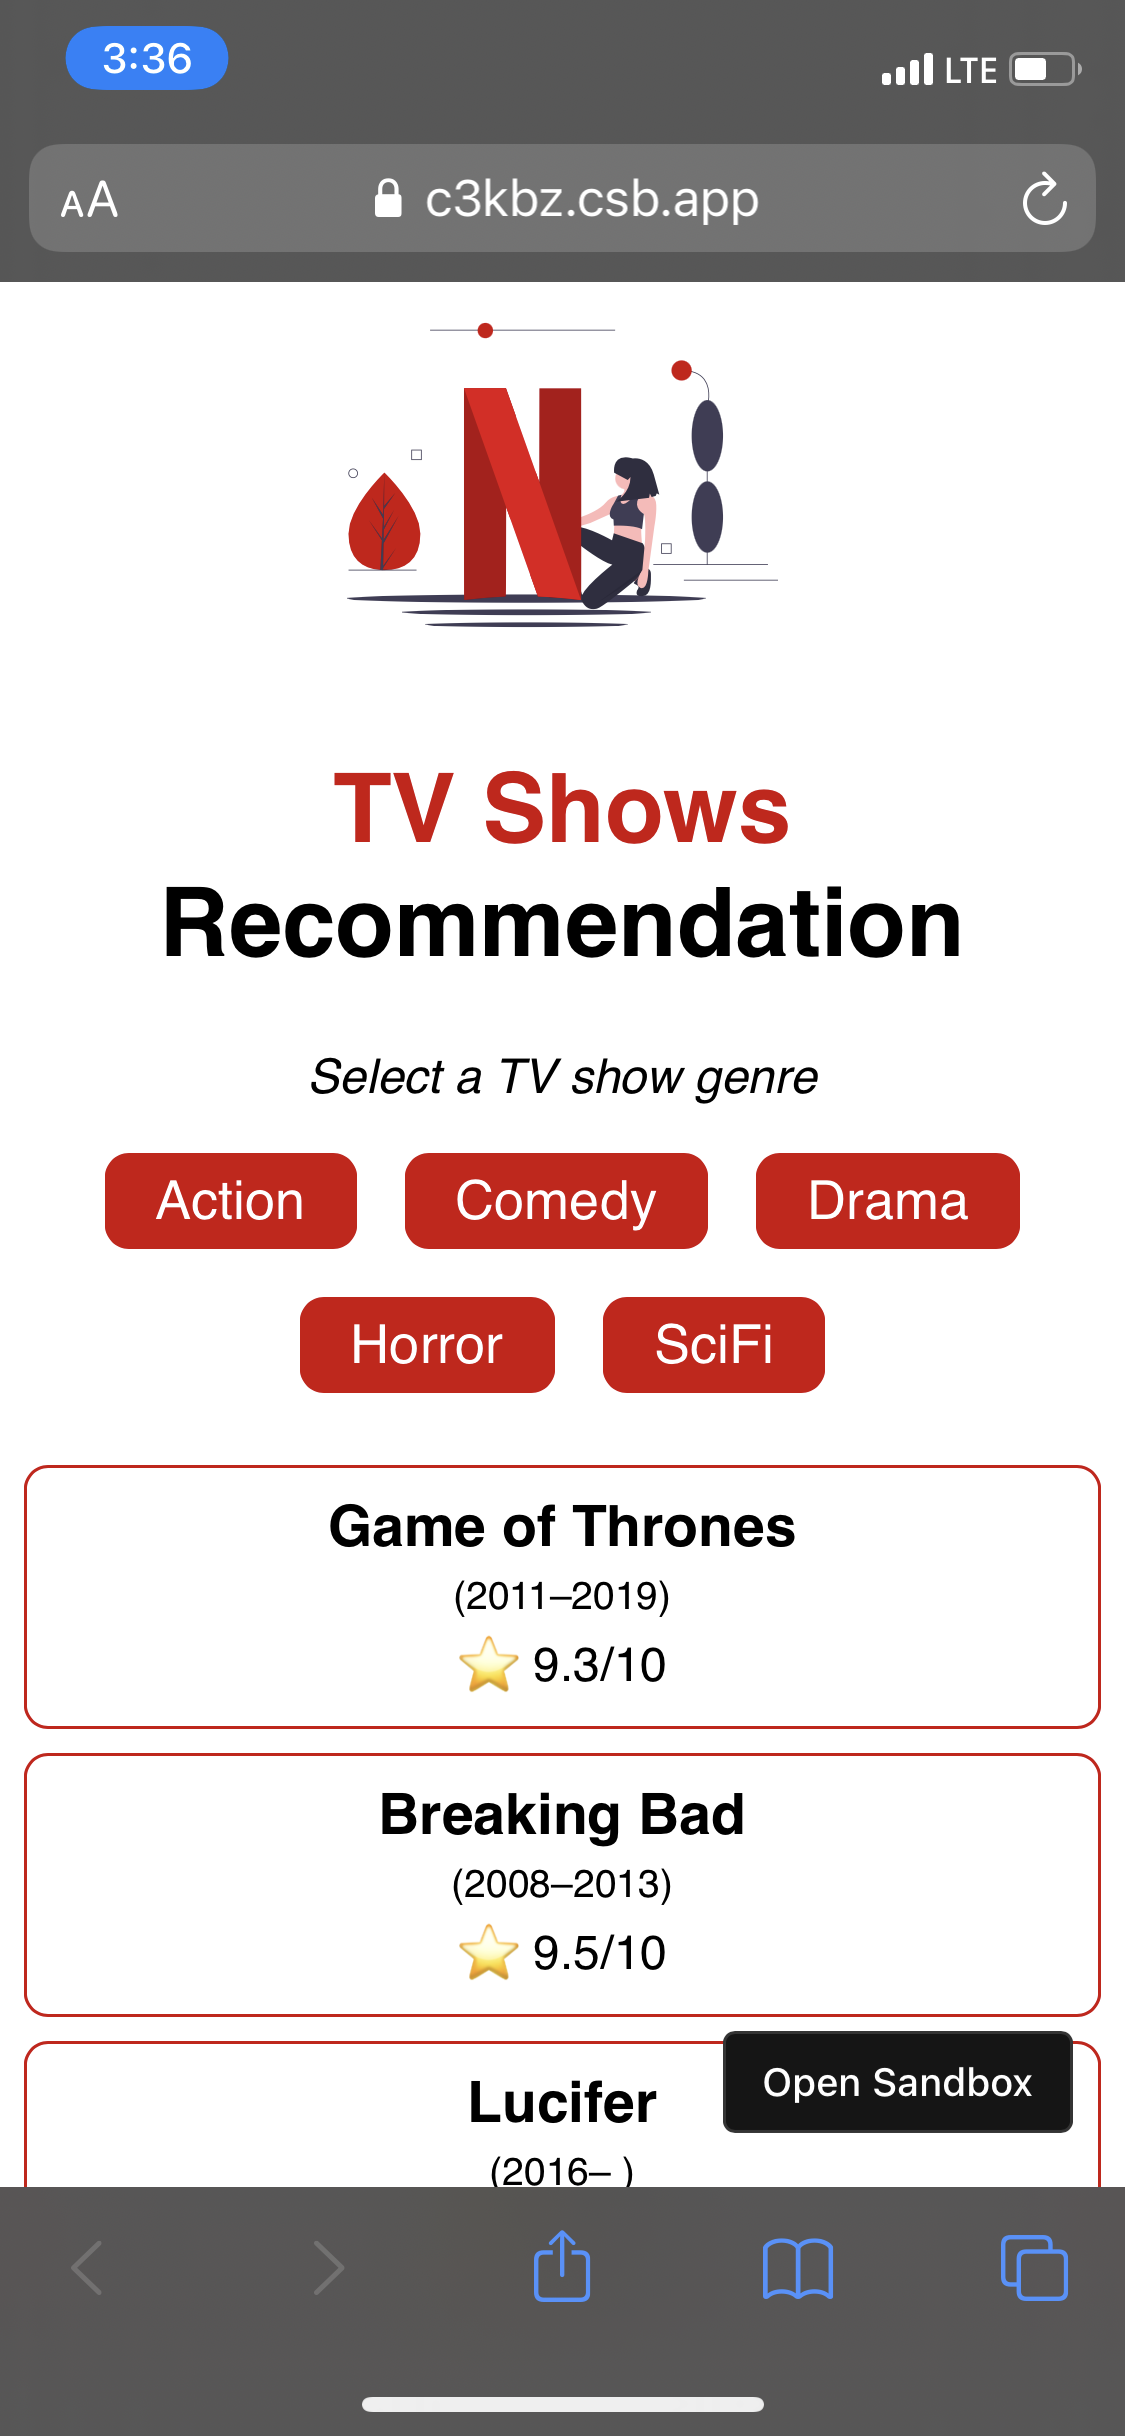 3:36
LTE
AA
c3kbz.csb.app
N
TV Shows
Recommendation
Select a TV show genre
Action
Comedy
Drama
Horror
SciFi
Game of Thrones
(2011–2019)
⭐ 9.3/10
Breaking Bad
(2008–2013)
⭐ 9.5/10
Lucifer
Open Sandbox
(2016– )